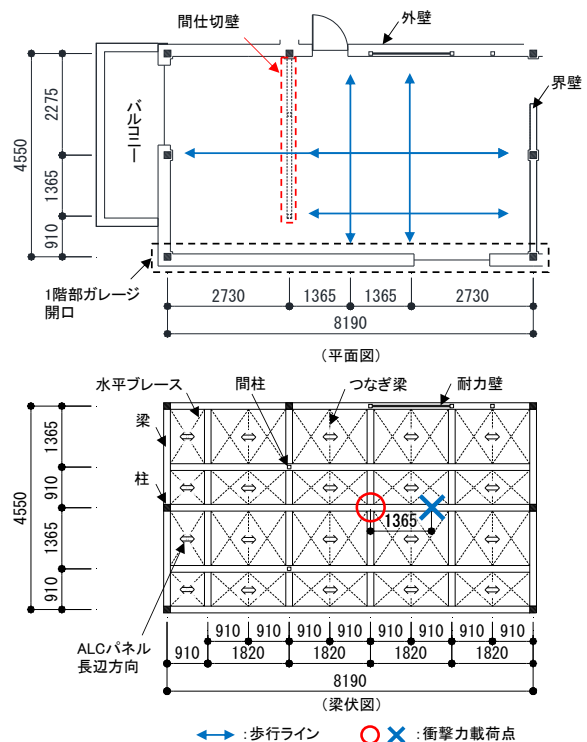 間仕切壁
外壁
界壁
バルコニー
4550
2275
1365
910
1階部ガレージ
開口
2730
1365
1365
2730
8190
(平面図)
水平ブレース
間柱
つなぎ梁
耐力壁
梁
柱
4550
1365
910
1365
910
1365
ALCパネル
長辺方向
910 910 910 910 910 910 910 910
910 1820 1820 1820 1820
8190
(梁伏図)
:歩行ライン
:衝撃力載荷点